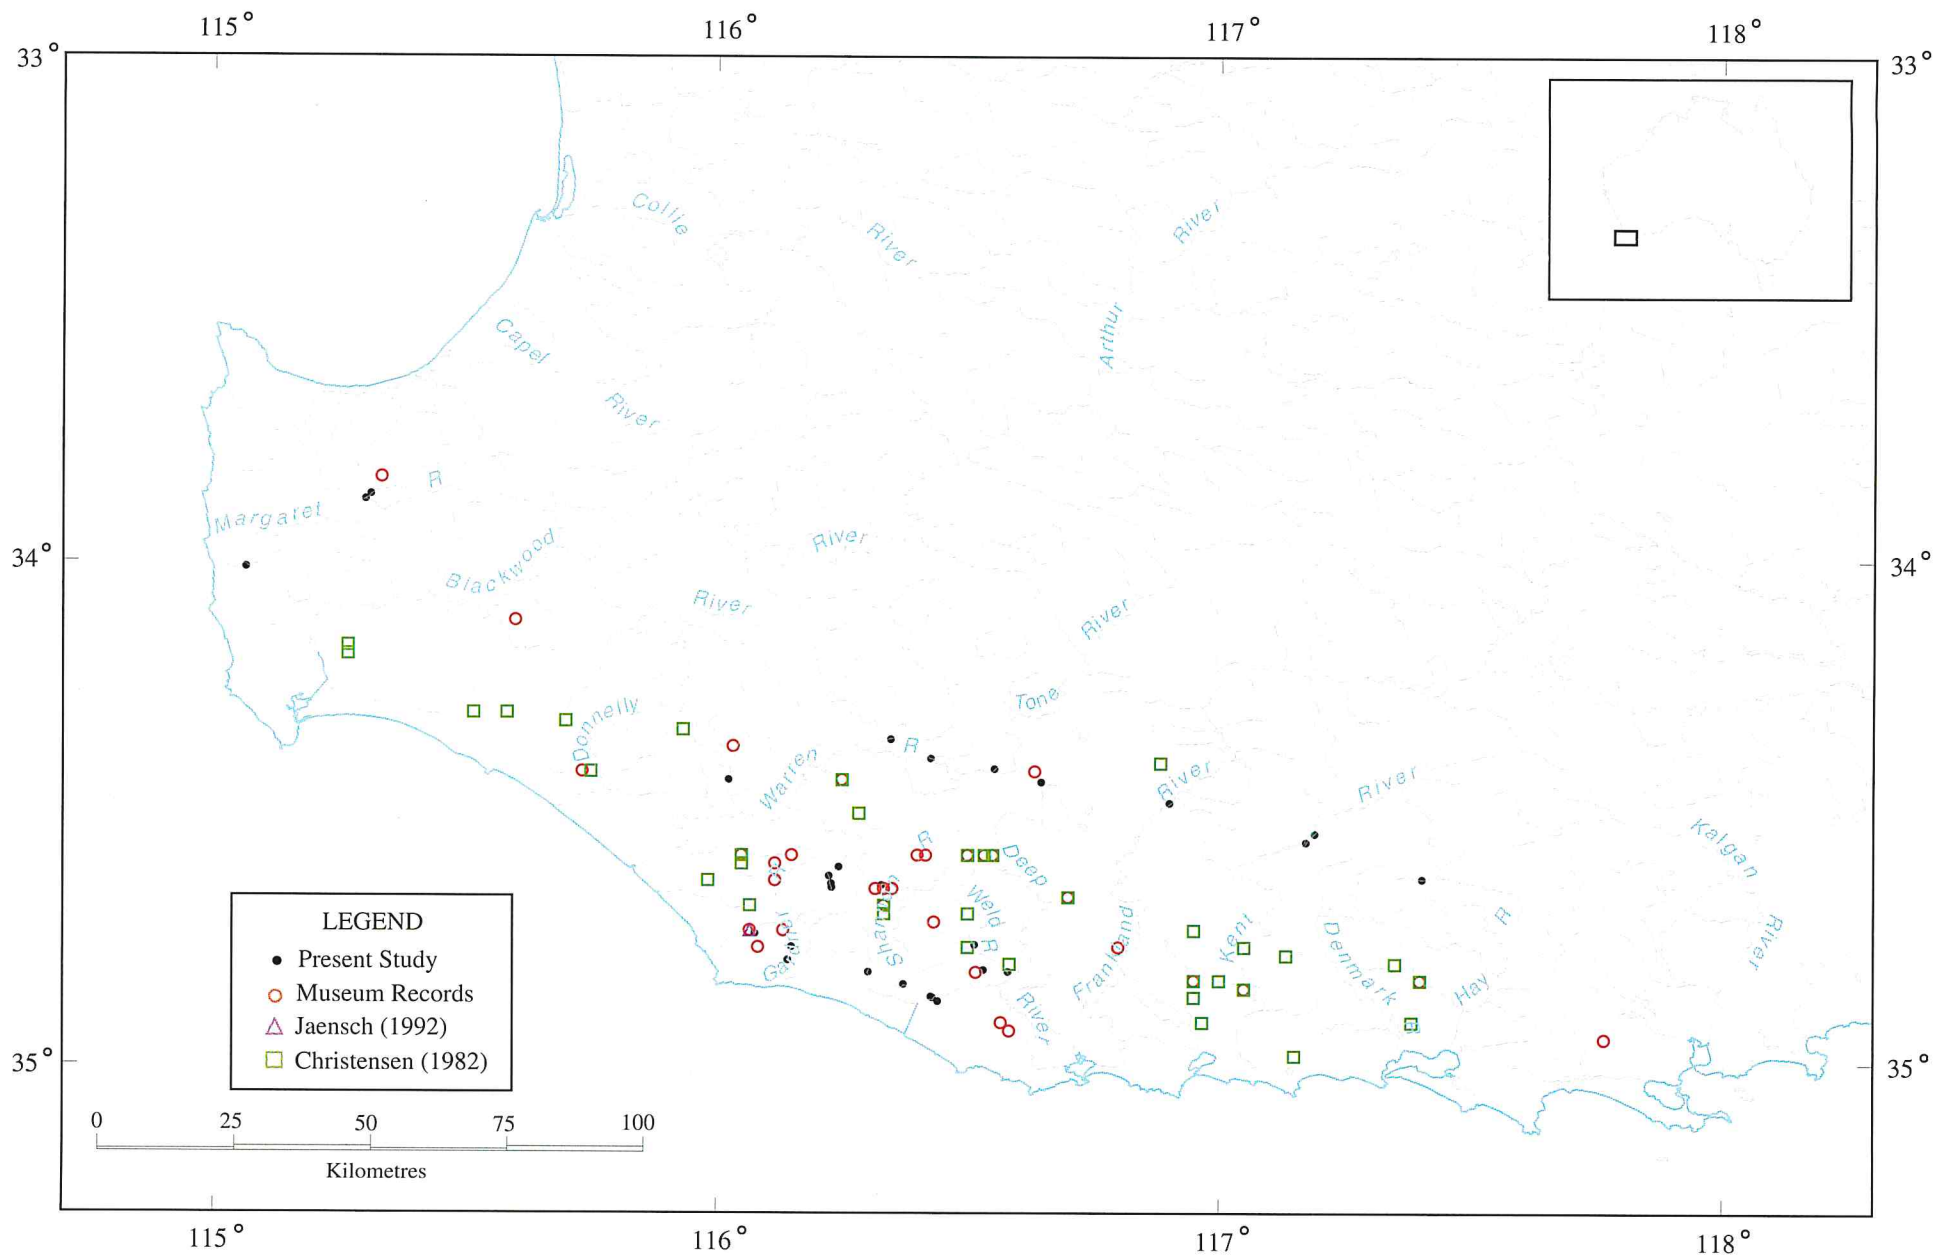 115° 116° 117° 118°
33° 33°
Collie River River
Capel River
Arthur
Margaret R
34° 34°
Blackwood River
River
River
Tone
Donnelly
Warren R
River
River
Kalgan
River
R
Deep
Weld R
River
Shannon
Gardner R
Frankland
Kent
Denmark R
Hay R
LEGEND
Present Study
Museum Records
Jaensch (1992)
Christensen (1982)
35° 35°
0 25 50 75 100
Kilometres
115° 116° 117° 118°